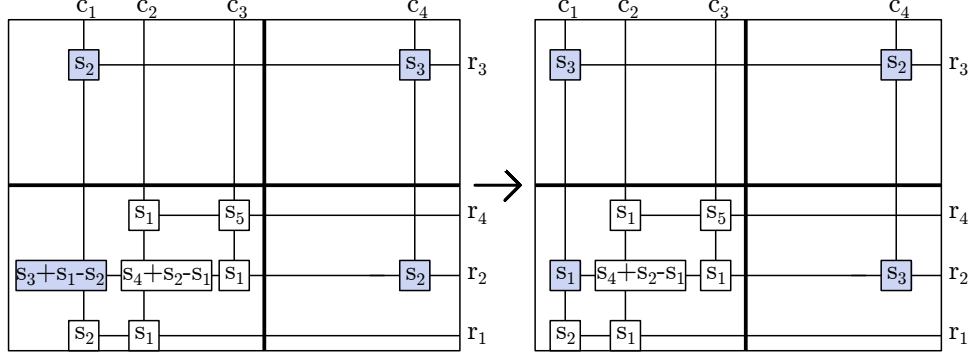 c₁ c₂ c₃ c₄ c₁ c₂ c₃ c₄
s₂ s₃ r₃ s₃ s₂ r₃
s₁ s₅ r₄ s₁ s₅ r₄
s₃+s₁-s₂ s₄+s₂-s₁ s₁ s₂ r₂ s₁ s₄+s₂-s₁ s₁ s₃ r₂
s₂ s₁ r₁ s₂ s₁ r₁